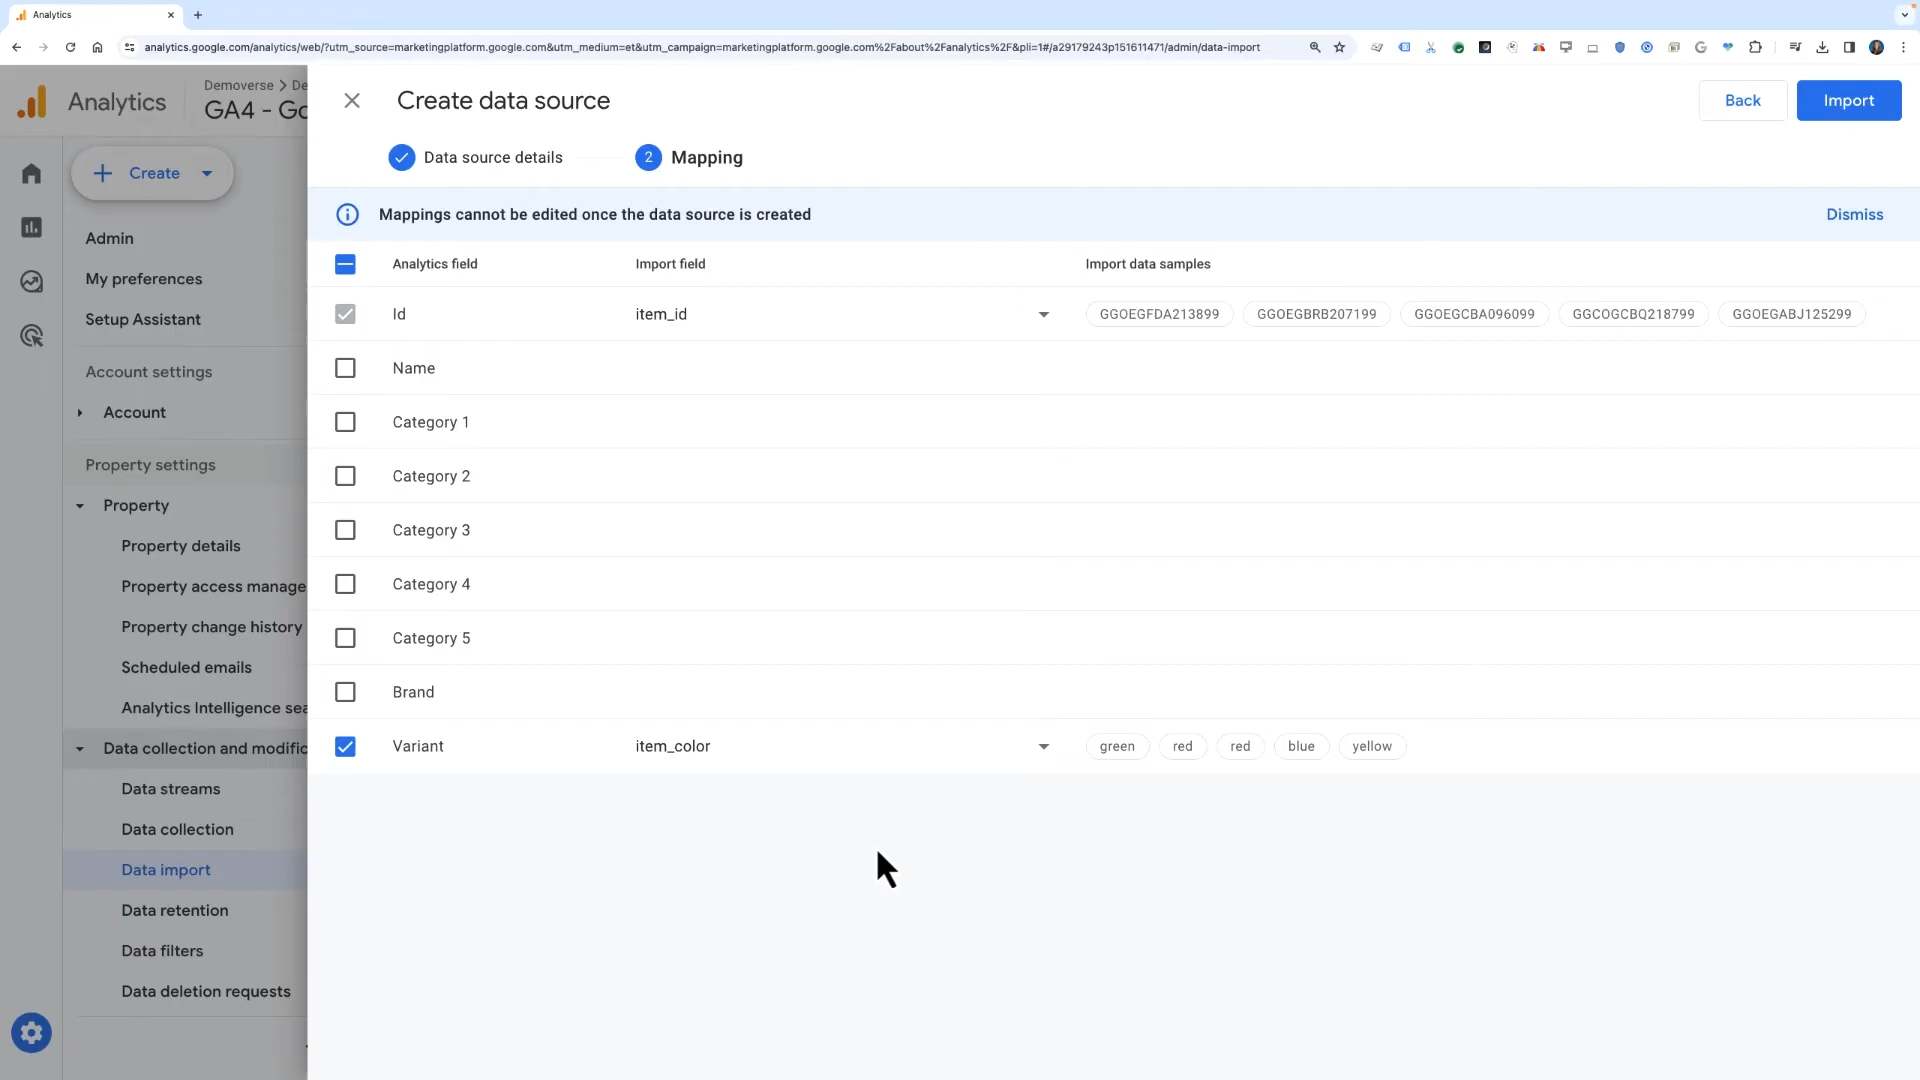 Analytics
analytics.google.com/analytics/web/?utm_source=marketingplatform.google.com&utm_medium=et&utm_campaign=marketingplatform.google.com%2Fabout%2Fanalytics%2F&pli=1#/a29179243p151611471/admin/data-import
Analytics
Demoverse > De
GA4 - Go
Create data source
Back
Import
Data source details
2 Mapping
Create
Mappings cannot be edited once the data source is created
Dismiss
Admin
My preferences
Setup Assistant
Account settings
Account
Property settings
Property
Property details
Property access manage
Property change history
Scheduled emails
Analytics Intelligence sea
Data collection and modific
Data streams
Data collection
Data import
Data retention
Data filters
Data deletion requests
Analytics field Import field Import data samples
Id item_id GGOEGFDA213899 GGOEGBRB207199 GGOEGCBA096099 GGCOGCBQ218799 GGOEGABJ125299
Name
Category 1
Category 2
Category 3
Category 4
Category 5
Brand
Variant item_color green red red blue yellow